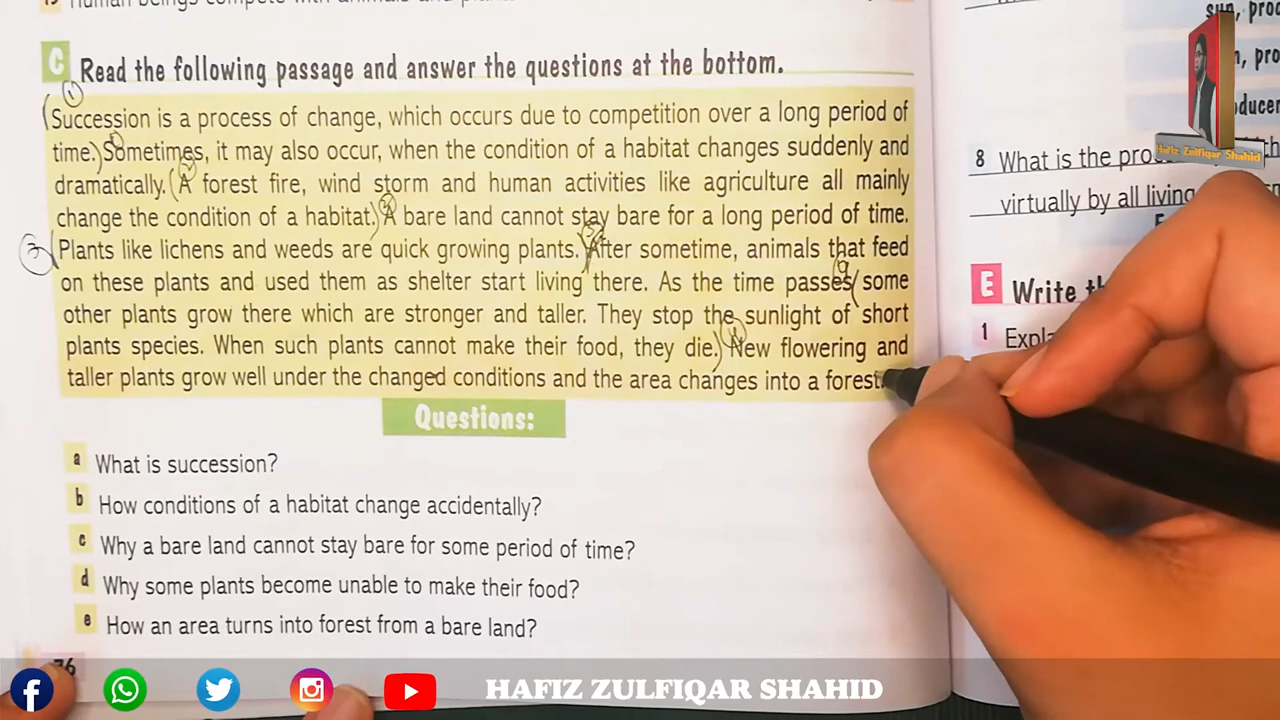 C Read the following passage and answer the questions at the bottom.
Succession is a process of change, which occurs due to competition over a long period of
time. Sometimes, it may also occur, when the condition of a habitat changes suddenly and
dramatically. A forest fire, wind storm and human activities like agriculture all mainly
change the condition of a habitat. A bare land cannot stay bare for a long period of time.
Plants like lichens and weeds are quick growing plants. After sometime, animals that feed
on these plants and used them as shelter start living there. As the time passes some
other plants grow there which are stronger and taller. They stop the sunlight of short
plants species. When such plants cannot make their food, they die. New flowering and
taller plants grow well under the changed conditions and the area changes into a forest.
Questions:
a What is succession?
b How conditions of a habitat change accidentally?
c Why a bare land cannot stay bare for some period of time?
d Why some plants become unable to make their food?
e How an area turns into forest from a bare land?
76
sun,
8 What is the
virtually by all living
E Write
1
Hafiz Zulfiqar Shahid
HAFIZ ZULFIQAR SHAHID